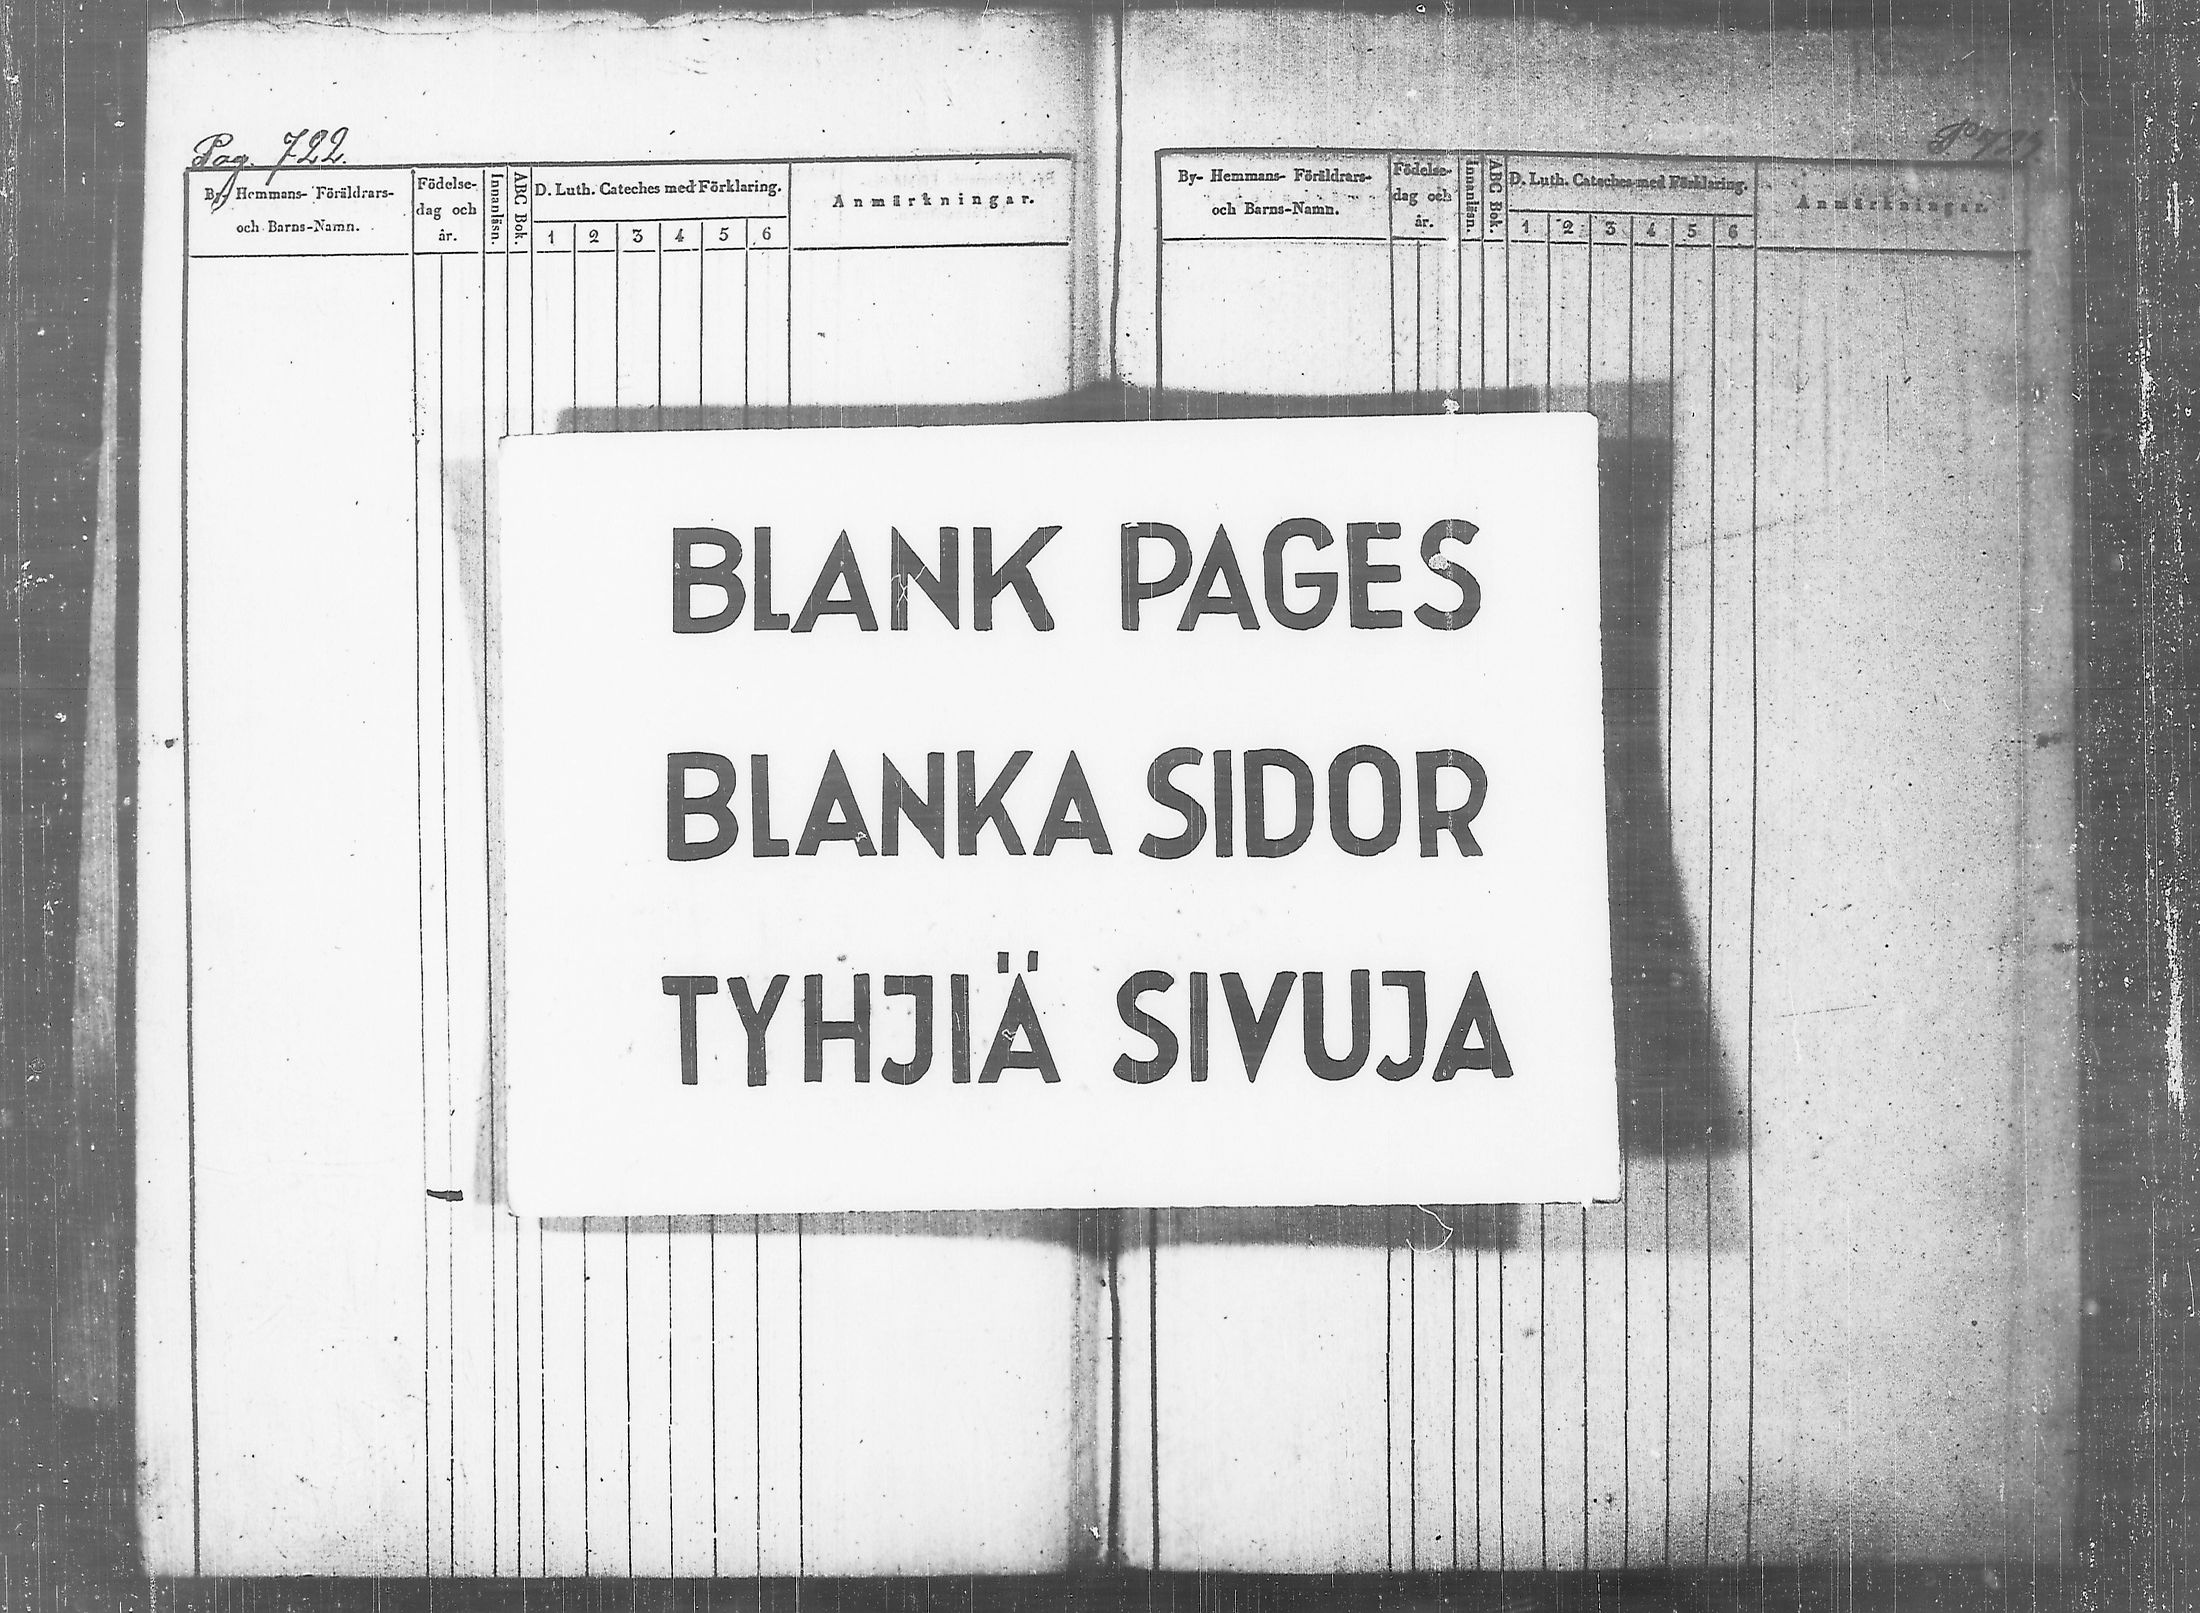 Pag. 722.
By- Hemmans- Föräldrars-
och Barns-Namn.
Födelse-
dag och
år.
Innanläsn.
ABC Bok.
D. Luth. Cateches med Förklaring.
1 2 3 4 5 6
Anmärkningar.
By- Hemmans- Föräldrars-
och Barns-Namn.
Födelse-
dag och
år.
Innanläsn.
ABC Bok.
D. Luth. Cateches med Förklaring.
1 2 3 4 5 6
Anmärkningar.
BLANK PAGES
BLANKA SIDOR
TYHJIÄ SIVUJA